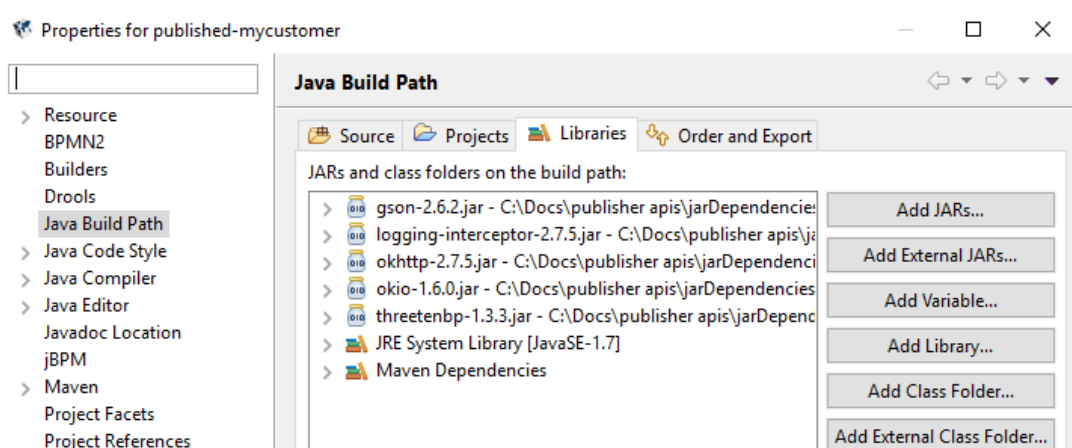 Properties for published-mycustomer
Java Build Path
Resource
BPMN2
Builders
Drools
Java Build Path
Java Code Style
Java Compiler
Java Editor
Javadoc Location
jBPM
Maven
Project Facets
Project References
Source Projects Libraries Order and Export
JARs and class folders on the build path:
gson-2.6.2.jar - C:\Docs\publisher apis\jarDependencies
logging-interceptor-2.7.5.jar - C:\Docs\publisher apis\ja
okhttp-2.7.5.jar - C:\Docs\publisher apis\jarDependenci
okio-1.6.0.jar - C:\Docs\publisher apis\jarDependencies
threetenbp-1.3.3.jar - C:\Docs\publisher apis\jarDepend
JRE System Library [JavaSE-1.7]
Maven Dependencies
Add JARs...
Add External JARs...
Add Variable...
Add Library...
Add Class Folder...
Add External Class Folder...